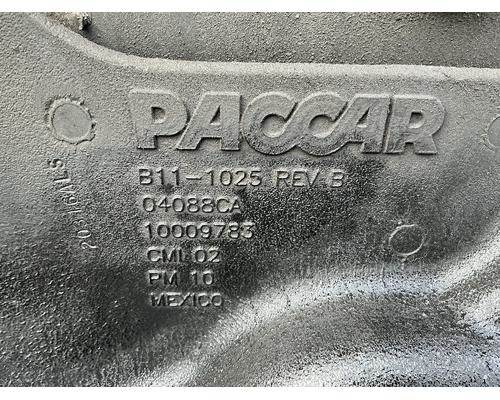 PACCAR
B11-1025 REV B
04088CA
10009783
CML 02
PM 10
MEXICO